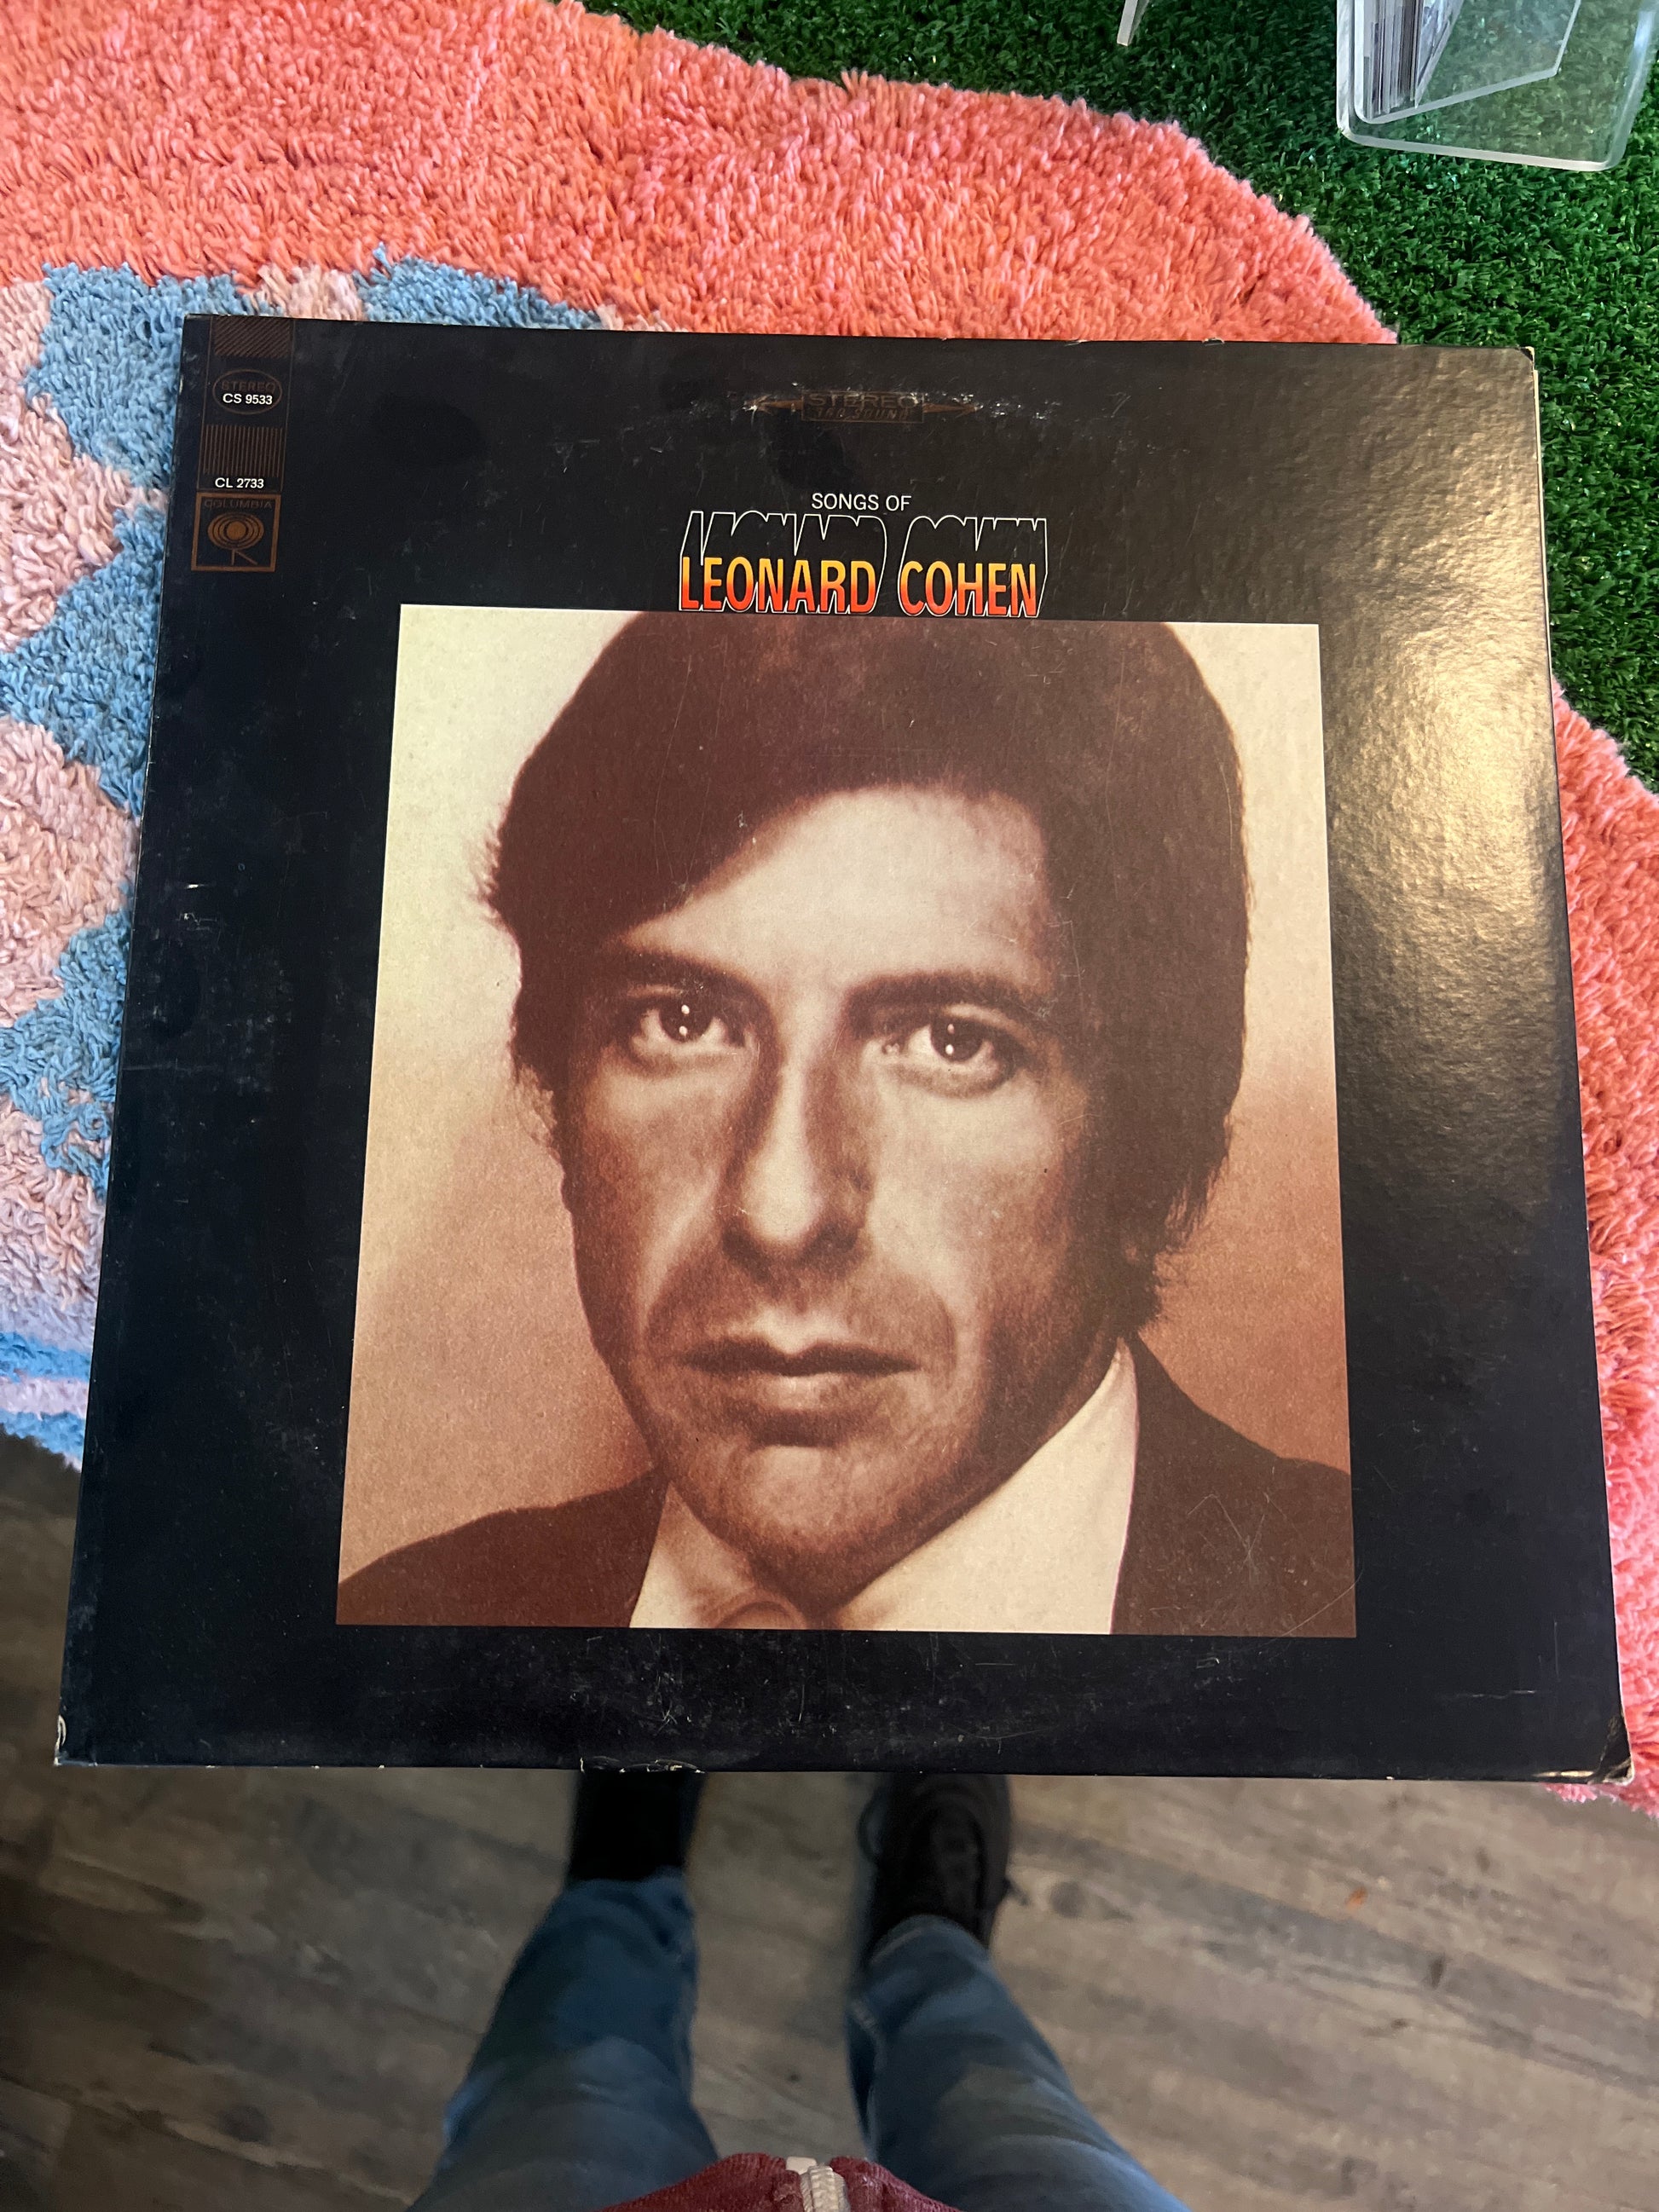 STEREO
CS 9533
CL 2733
COLUMBIA
STEREO
360 SOUND
SONGS OF
LEONARD COHEN